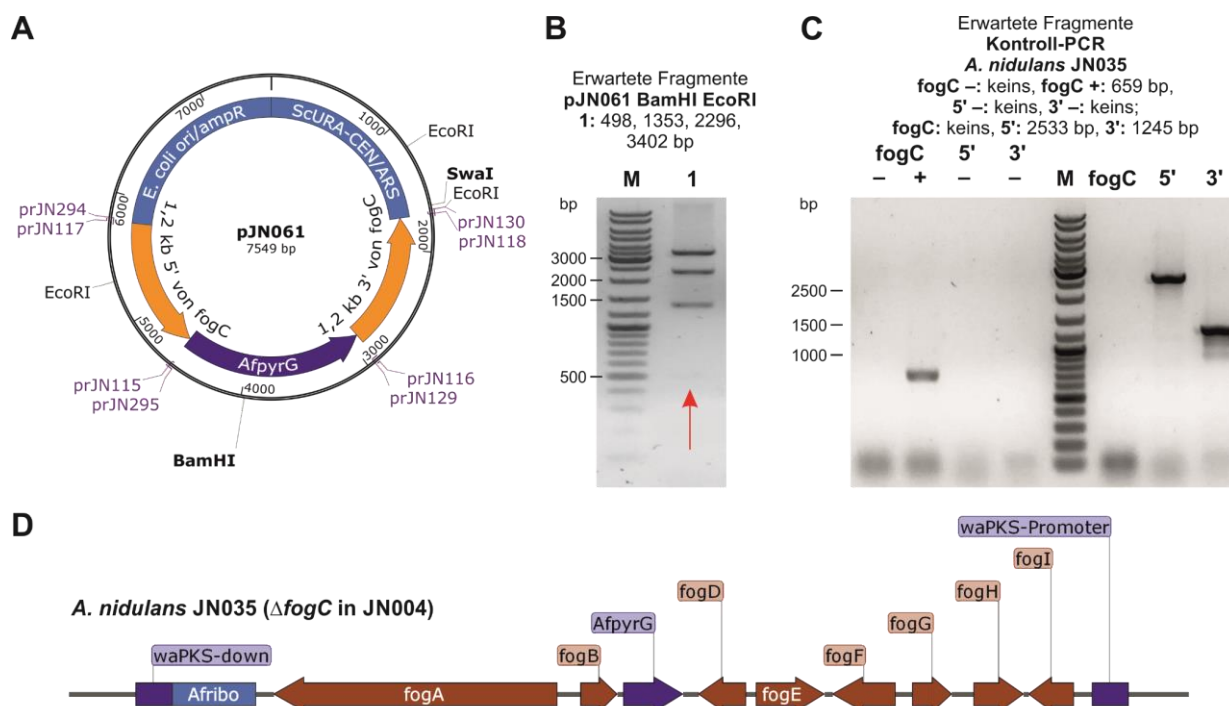 A
7000
1000
2000
3000
4000
5000
6000
E. coli ori/ampR
ScURA-CEN/ARS
EcoRI
SwaI
EcoRI
prJN130
prJN118
prJN294
prJN117
pJN061
7549 bp
1,2 kb 5' von fogC
1,2 kb 3' von fogC
EcoRI
AfpyrG
prJN115
prJN295
prJN116
prJN129
BamHI
B
Erwartete Fragmente
pJN061 BamHI EcoRI
1: 498, 1353, 2296,
3402 bp
M 1
bp
3000
2000
1500
500
C
Erwartete Fragmente
Kontroll-PCR
A. nidulans JN035
fogC –: keins, fogC +: 659 bp,
5' –: keins, 3' –: keins;
fogC: keins, 5': 2533 bp, 3': 1245 bp
fogC 5' 3'
– + – – M fogC 5' 3'
bp
2500
1500
1000
D
A. nidulans JN035 (ΔfogC in JN004)
waPKS-Promoter
fogI
fogH
fogD
AfpyrG
fogG
waPKS-down
fogB
fogF
Afribo
fogA
fogE